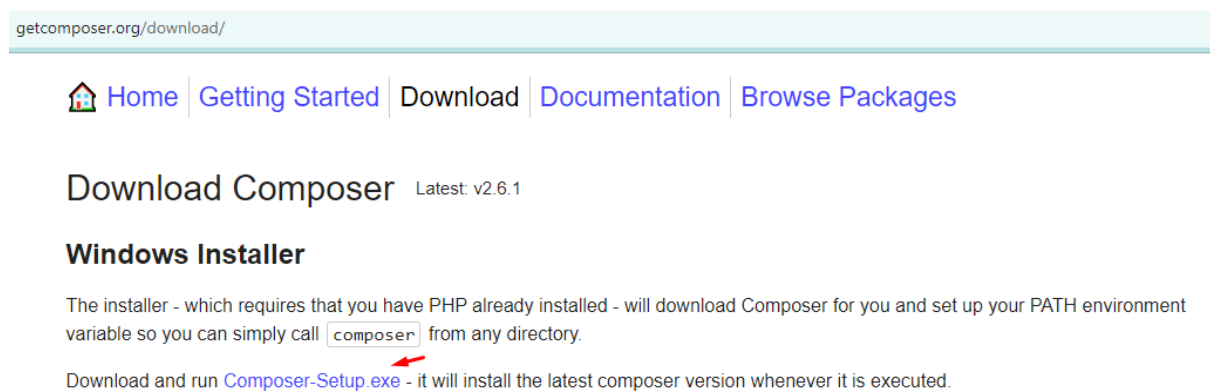 getcomposer.org/download/
Home Getting Started Download Documentation Browse Packages
Download Composer Latest: v2.6.1
Windows Installer
The installer - which requires that you have PHP already installed - will download Composer for you and set up your PATH environment
variable so you can simply call composer from any directory.
Download and run Composer-Setup.exe - it will install the latest composer version whenever it is executed.